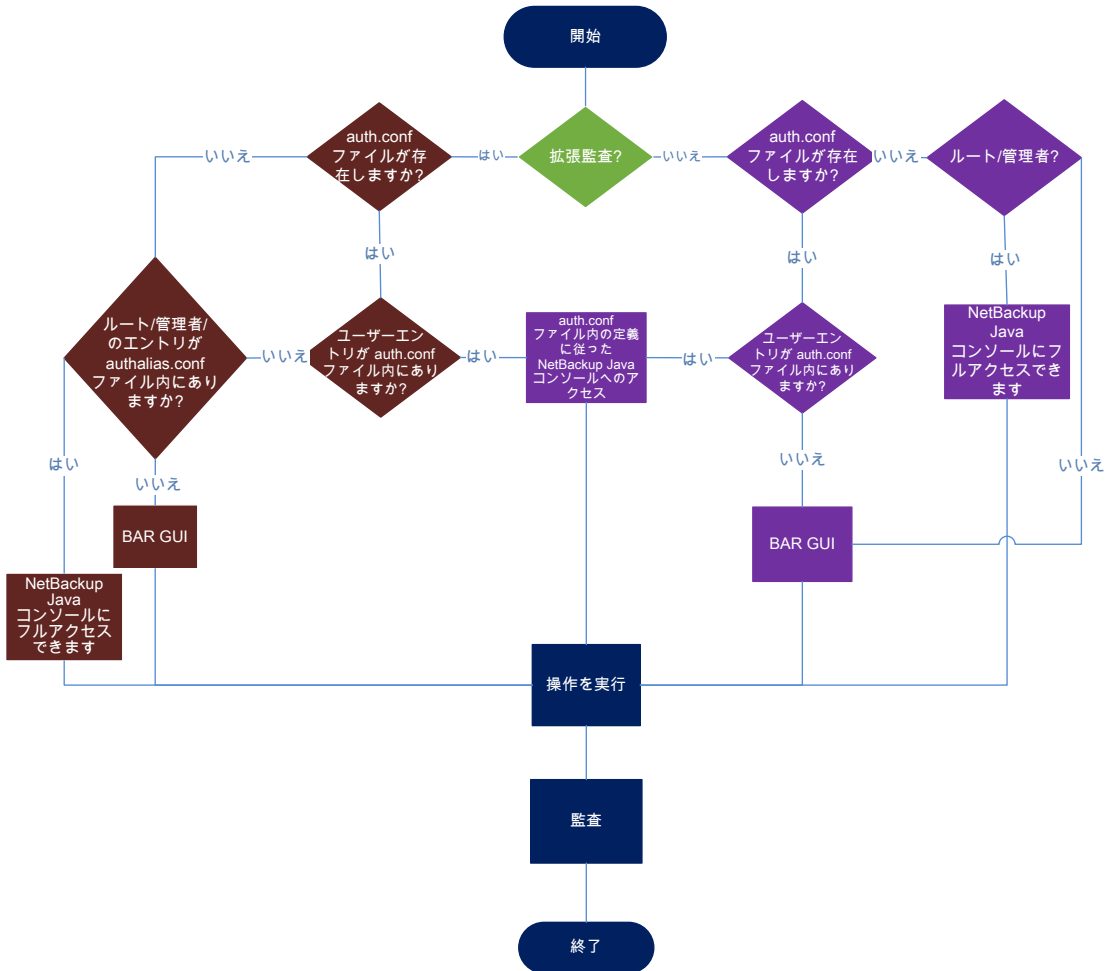 開始
auth.conf
ファイルが存
在しますか?
拡張監査?
auth.conf
ファイルが存在
しますか?
ルート/管理者?
いいえ
はい
いいえ
いいえ
はい
はい
はい
ルート/管理者/
のエントリが
authalias.conf
ファイル内にあり
ますか?
いいえ
ユーザーエン
トリが auth.conf
ファイル内にあり
ますか?
はい
auth.conf
ファイル内の定義
に従った
NetBackup Java
コンソールへのア
クセス
はい
ユーザーエン
トリが auth.conf
ファイル内にあり
ますか?
NetBackup
Java
コンソールにフ
ルアクセスでき
ます
はい
いいえ
いいえ
いいえ
BAR GUI
BAR GUI
NetBackup
Java
コンソールに
フルアクセス
できます
操作を実行
監査
終了